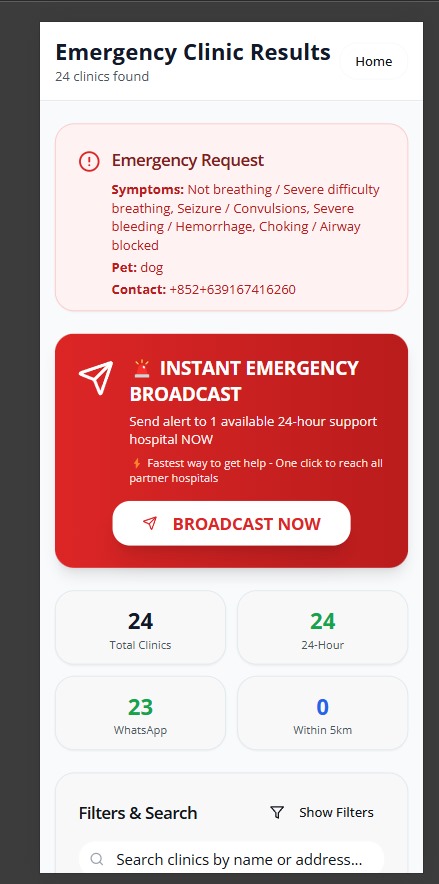 Emergency Clinic Results
24 clinics found
Home
Emergency Request
Symptoms: Not breathing / Severe difficulty
breathing, Seizure / Convulsions, Severe
bleeding / Hemorrhage, Choking / Airway
blocked
Pet: dog
Contact: +852+639167416260
🚨 INSTANT EMERGENCY
BROADCAST
Send alert to 1 available 24-hour support
hospital NOW
⚡ Fastest way to get help - One click to reach all
partner hospitals
BROADCAST NOW
24
Total Clinics
24
24-Hour
23
WhatsApp
0
Within 5km
Filters & Search
Show Filters
Search clinics by name or address...